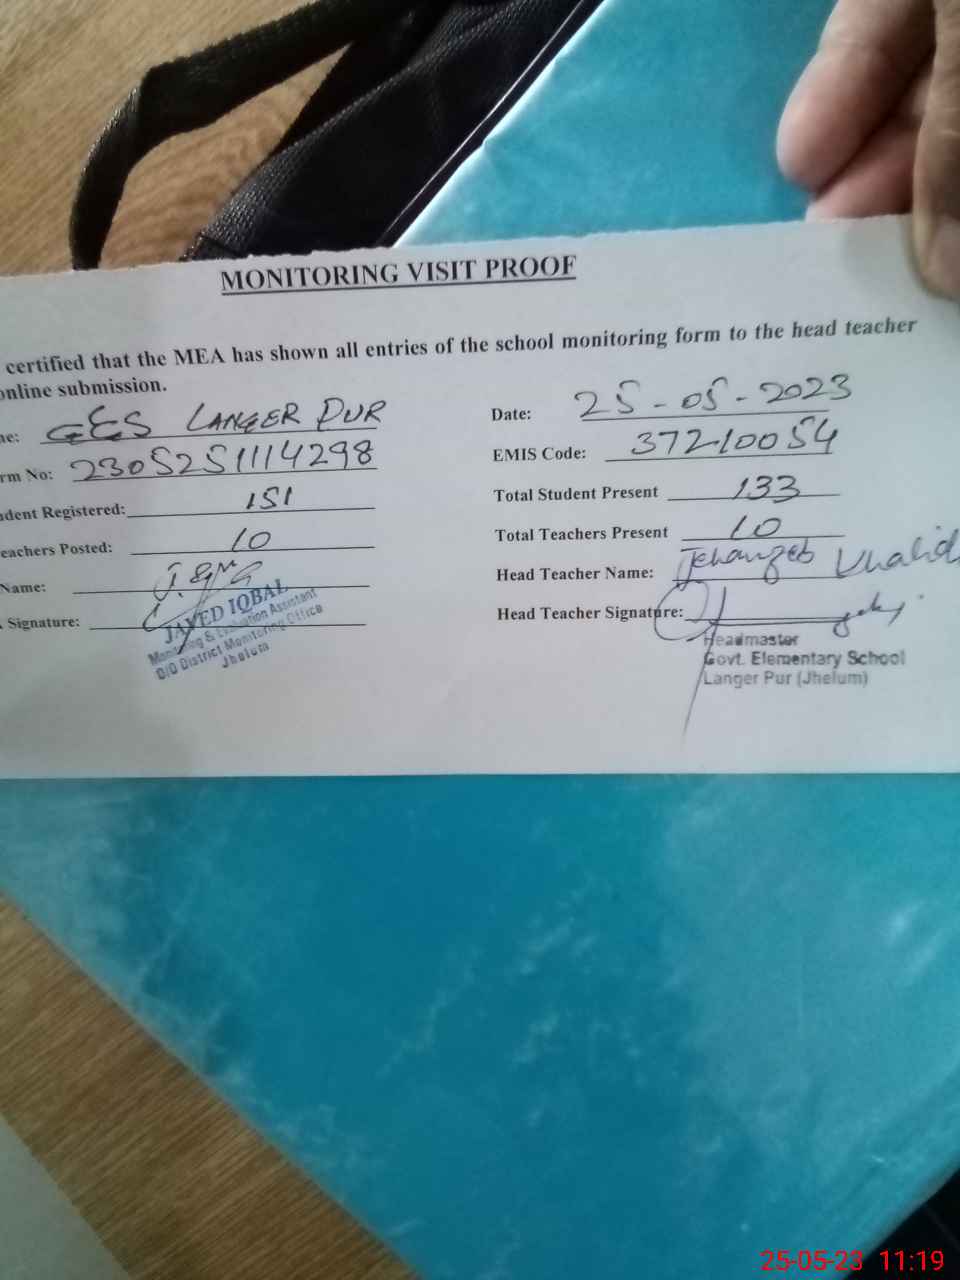 MONITORING VISIT PROOF
certified that the MEA has shown all entries of the school monitoring form to the head teacher
online submission.
ne: GES LANGER PUR Date: 25-05-2023
rm No: 2305251114298 EMIS Code: 37210054
dent Registered: 151 Total Student Present 133
eachers Posted: 10 Total Teachers Present 10
Name: Head Teacher Name: Jehangeb Khalid
Signature: Head Teacher Signature:
JAVED IQBAL
Monitoring & Evaluation Assistant
O/O District Monitoring Office
Jhelum
Headmaster
Govt. Elementary School
Langer Pur (Jhelum)
25-05-23 11:19